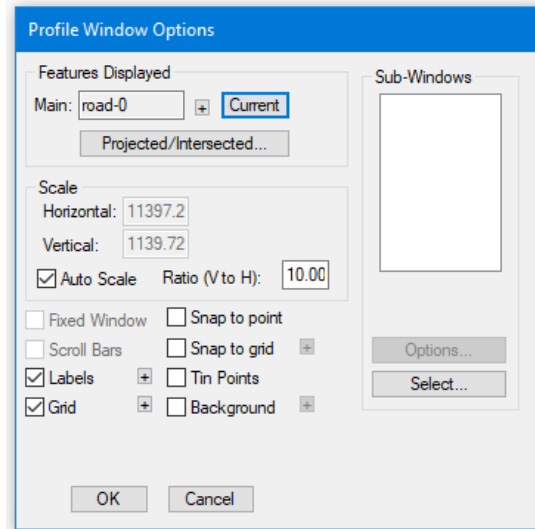 Profile Window Options
Features Displayed
Main: road-0 + Current
Projected/Intersected...
Scale
Horizontal: 11397.2
Vertical: 1139.72
Auto Scale Ratio (V to H): 10.00
Fixed Window Snap to point
Scroll Bars Snap to grid +
Labels + Tin Points
Grid + Background +
Sub-Windows
Options...
Select...
OK Cancel